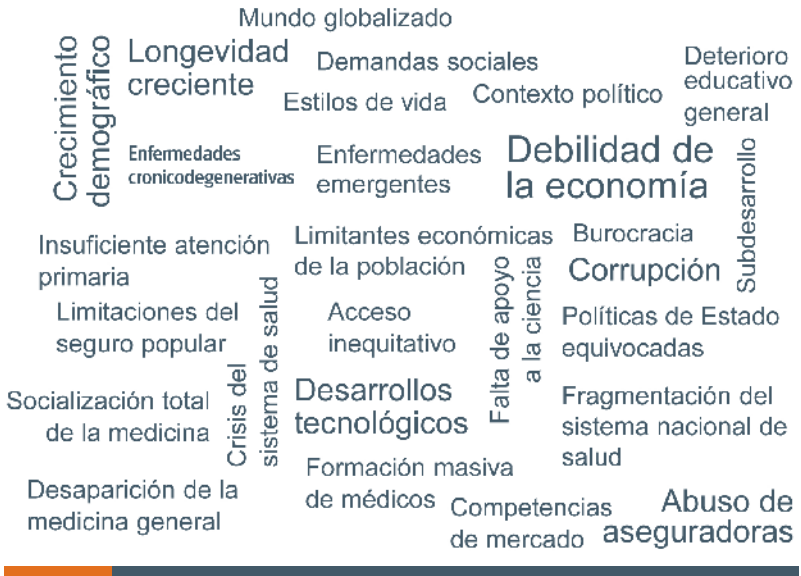 Mundo globalizado
Crecimiento
demográfico
Longevidad
creciente
Demandas sociales
Estilos de vida
Contexto político
Deterioro
educativo
general
Enfermedades
cronicodegenerativas
Enfermedades
emergentes
Debilidad de
la economía
Subdesarrollo
Insuficiente atención
primaria
Limitantes económicas
de la población
Burocracia
Corrupción
Limitaciones del
seguro popular
Crisis del
sistema de salud
Acceso
inequitativo
Falta de apoyo
a la ciencia
Políticas de Estado
equivocadas
Socialización total
de la medicina
Desarrollos
tecnológicos
Fragmentación del
sistema nacional de
salud
Desaparición de la
medicina general
Formación masiva
de médicos
Competencias
de mercado
Abuso de
aseguradoras